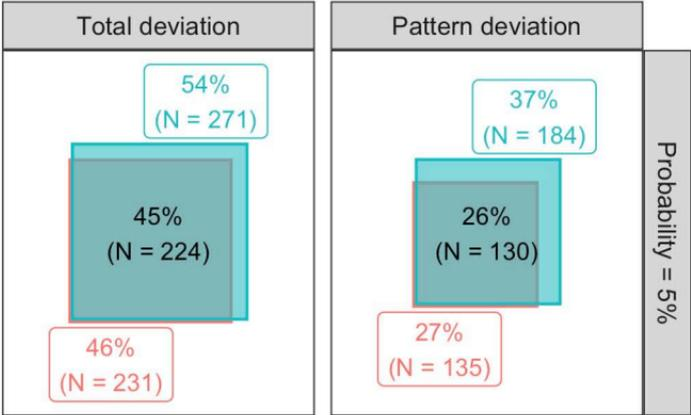 Total deviation
54%
(N = 271)
45%
(N = 224)
46%
(N = 231)
Pattern deviation
37%
(N = 184)
26%
(N = 130)
27%
(N = 135)
Probability = 5%